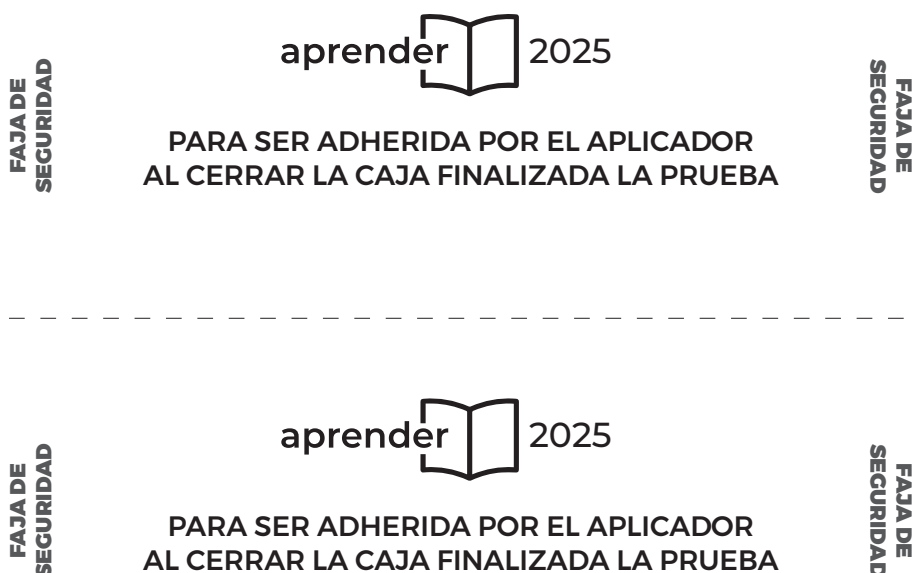 aprender 2025
FAJA DE
SEGURIDAD
PARA SER ADHERIDA POR EL APLICADOR
AL CERRAR LA CAJA FINALIZADA LA PRUEBA
FAJA DE
SEGURIDAD
aprender 2025
FAJA DE
SEGURIDAD
PARA SER ADHERIDA POR EL APLICADOR
AL CERRAR LA CAJA FINALIZADA LA PRUEBA
FAJA DE
SEGURIDAD